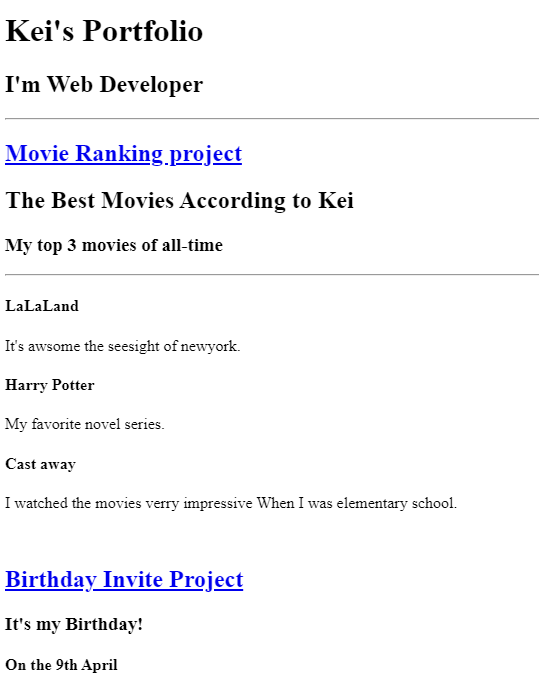 Kei's Portfolio
I'm Web Developer
Movie Ranking project
The Best Movies According to Kei
My top 3 movies of all-time
LaLaLand
It's awsome the seesight of newyork.
Harry Potter
My favorite novel series.
Cast away
I watched the movies verry impressive When I was elementary school.
Birthday Invite Project
It's my Birthday!
On the 9th April